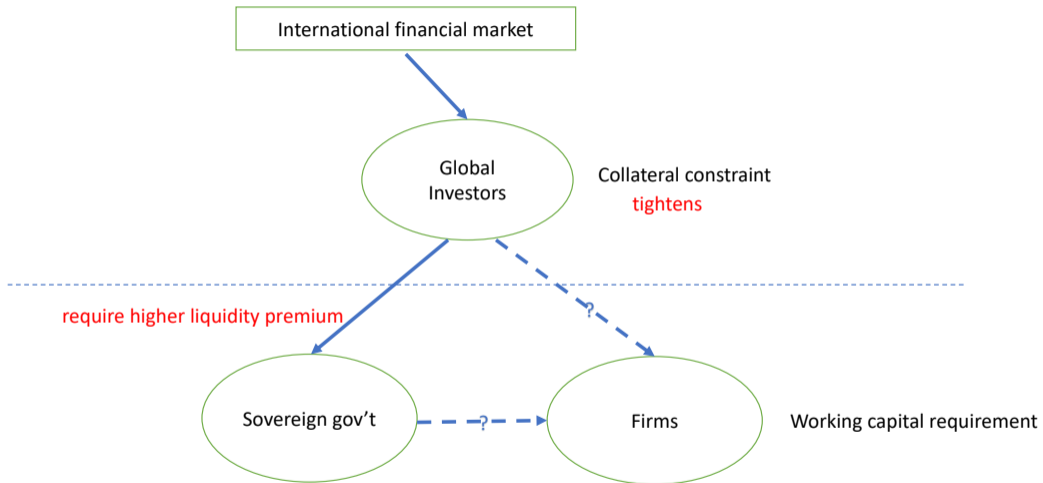 International financial market
Global
Investors
Collateral constraint
tightens
?
require higher liquidity premium
Sovereign gov't
?
Firms
Working capital requirement